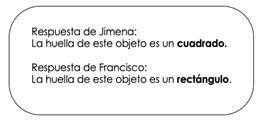 Respuesta de Jimena:
La huella de este objeto es un cuadrado.
Respuesta de Francisco:
La huella de este objeto es un rectángulo.